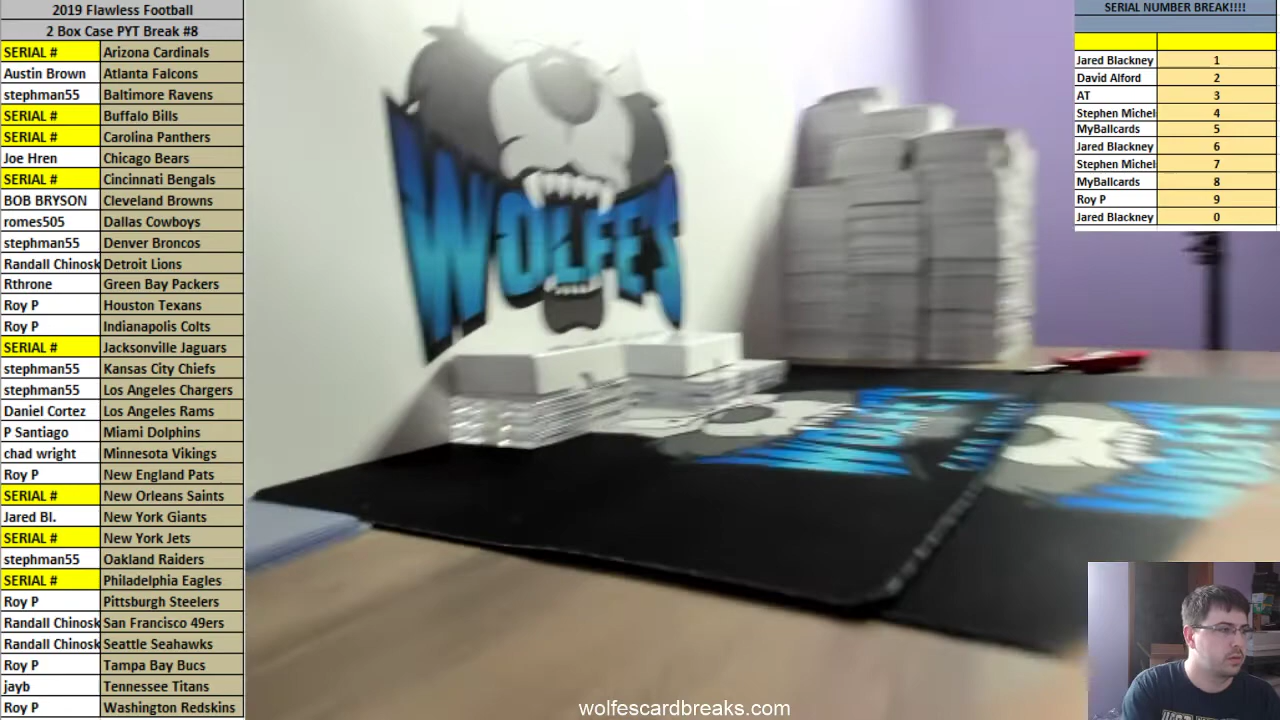 2019 Flawless Football
2 Box Case PYT Break #8
SERIAL # Arizona Cardinals
Austin Brown Atlanta Falcons
stephman55 Baltimore Ravens
SERIAL # Buffalo Bills
SERIAL # Carolina Panthers
Joe Hren Chicago Bears
SERIAL # Cincinnati Bengals
BOB BRYSON Cleveland Browns
romes505 Dallas Cowboys
stephman55 Denver Broncos
Randall Chinosk Detroit Lions
Rthrone Green Bay Packers
Roy P Houston Texans
Roy P Indianapolis Colts
SERIAL # Jacksonville Jaguars
stephman55 Kansas City Chiefs
stephman55 Los Angeles Chargers
Daniel Cortez Los Angeles Rams
P Santiago Miami Dolphins
chad wright Minnesota Vikings
Roy P New England Pats
SERIAL # New Orleans Saints
Jared Bl. New York Giants
SERIAL # New York Jets
stephman55 Oakland Raiders
SERIAL # Philadelphia Eagles
Roy P Pittsburgh Steelers
Randall Chinosk San Francisco 49ers
Randall Chinosk Seattle Seahawks
Roy P Tampa Bay Bucs
jayb Tennessee Titans
Roy P Washington Redskins
WOLFE'S
SERIAL NUMBER BREAK!!!!
Jared Blackney 1
David Alford 2
AT 3
Stephen Michel 4
MyBallcards 5
Jared Blackney 6
Stephen Michel 7
MyBallcards 8
Roy P 9
Jared Blackney 0
wolfescardbreaks.com